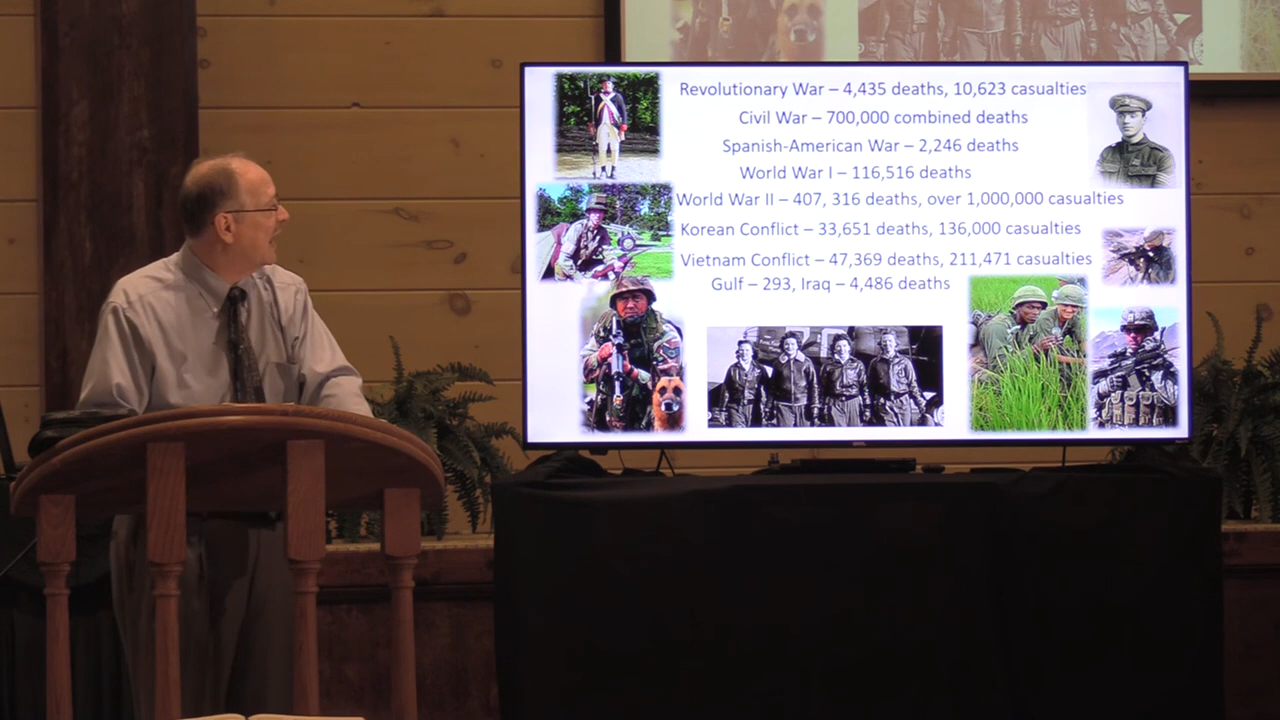 Revolutionary War – 4,435 deaths, 10,623 casualties
Civil War – 700,000 combined deaths
Spanish-American War – 2,246 deaths
World War I – 116,516 deaths
World War II – 407, 316 deaths, over 1,000,000 casualties
Korean Conflict – 33,651 deaths, 136,000 casualties
Vietnam Conflict – 47,369 deaths, 211,471 casualties
Gulf – 293, Iraq – 4,486 deaths